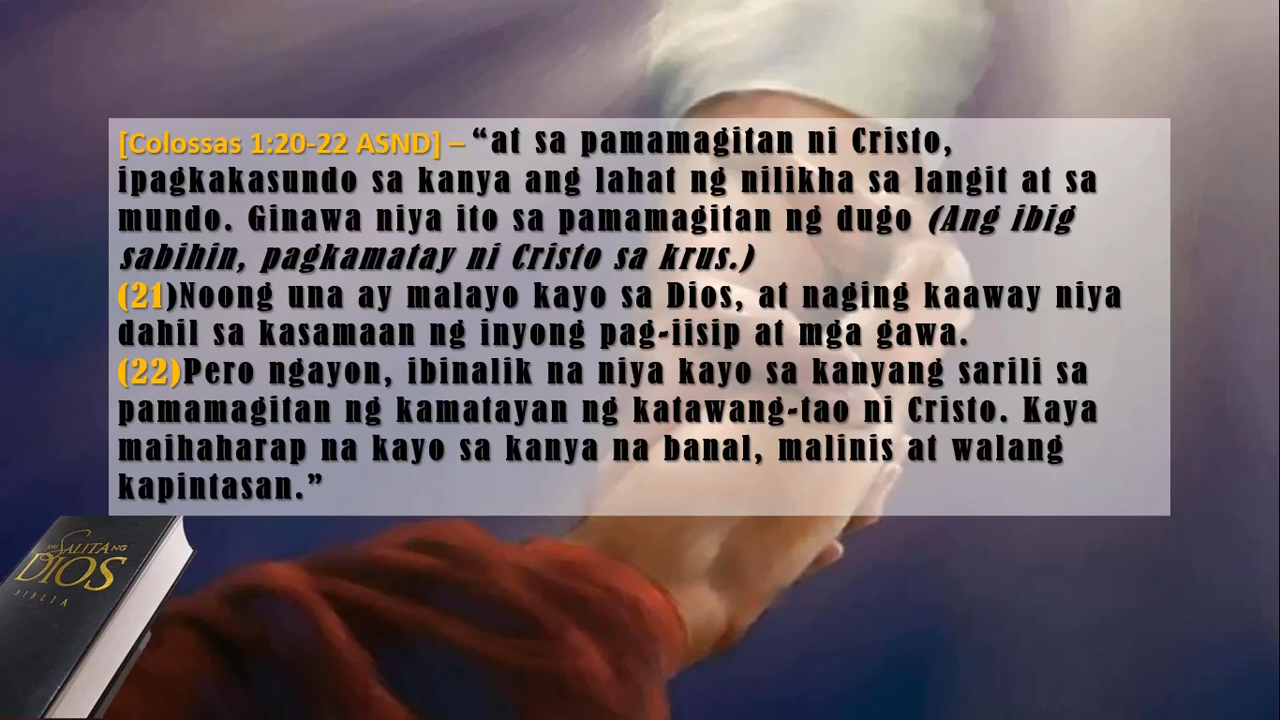 [Colossas 1:20-22 ASND] – “at sa pamamagitan ni Cristo,
ipagkakasundo sa kanya ang lahat ng nilikha sa langit at sa
mundo. Ginawa niya ito sa pamamagitan ng dugo (Ang ibig
sabihin, pagkamatay ni Cristo sa krus.)
(21)Noong una ay malayo kayo sa Dios, at naging kaaway niya
dahil sa kasamaan ng inyong pag-iisip at mga gawa.
(22)Pero ngayon, ibinalik na niya kayo sa kanyang sarili sa
pamamagitan ng kamatayan ng katawang-tao ni Cristo. Kaya
maihaharap na kayo sa kanya na banal, malinis at walang
kapintasan.”
ANG SALITA NG
DIOS
BIBLIA